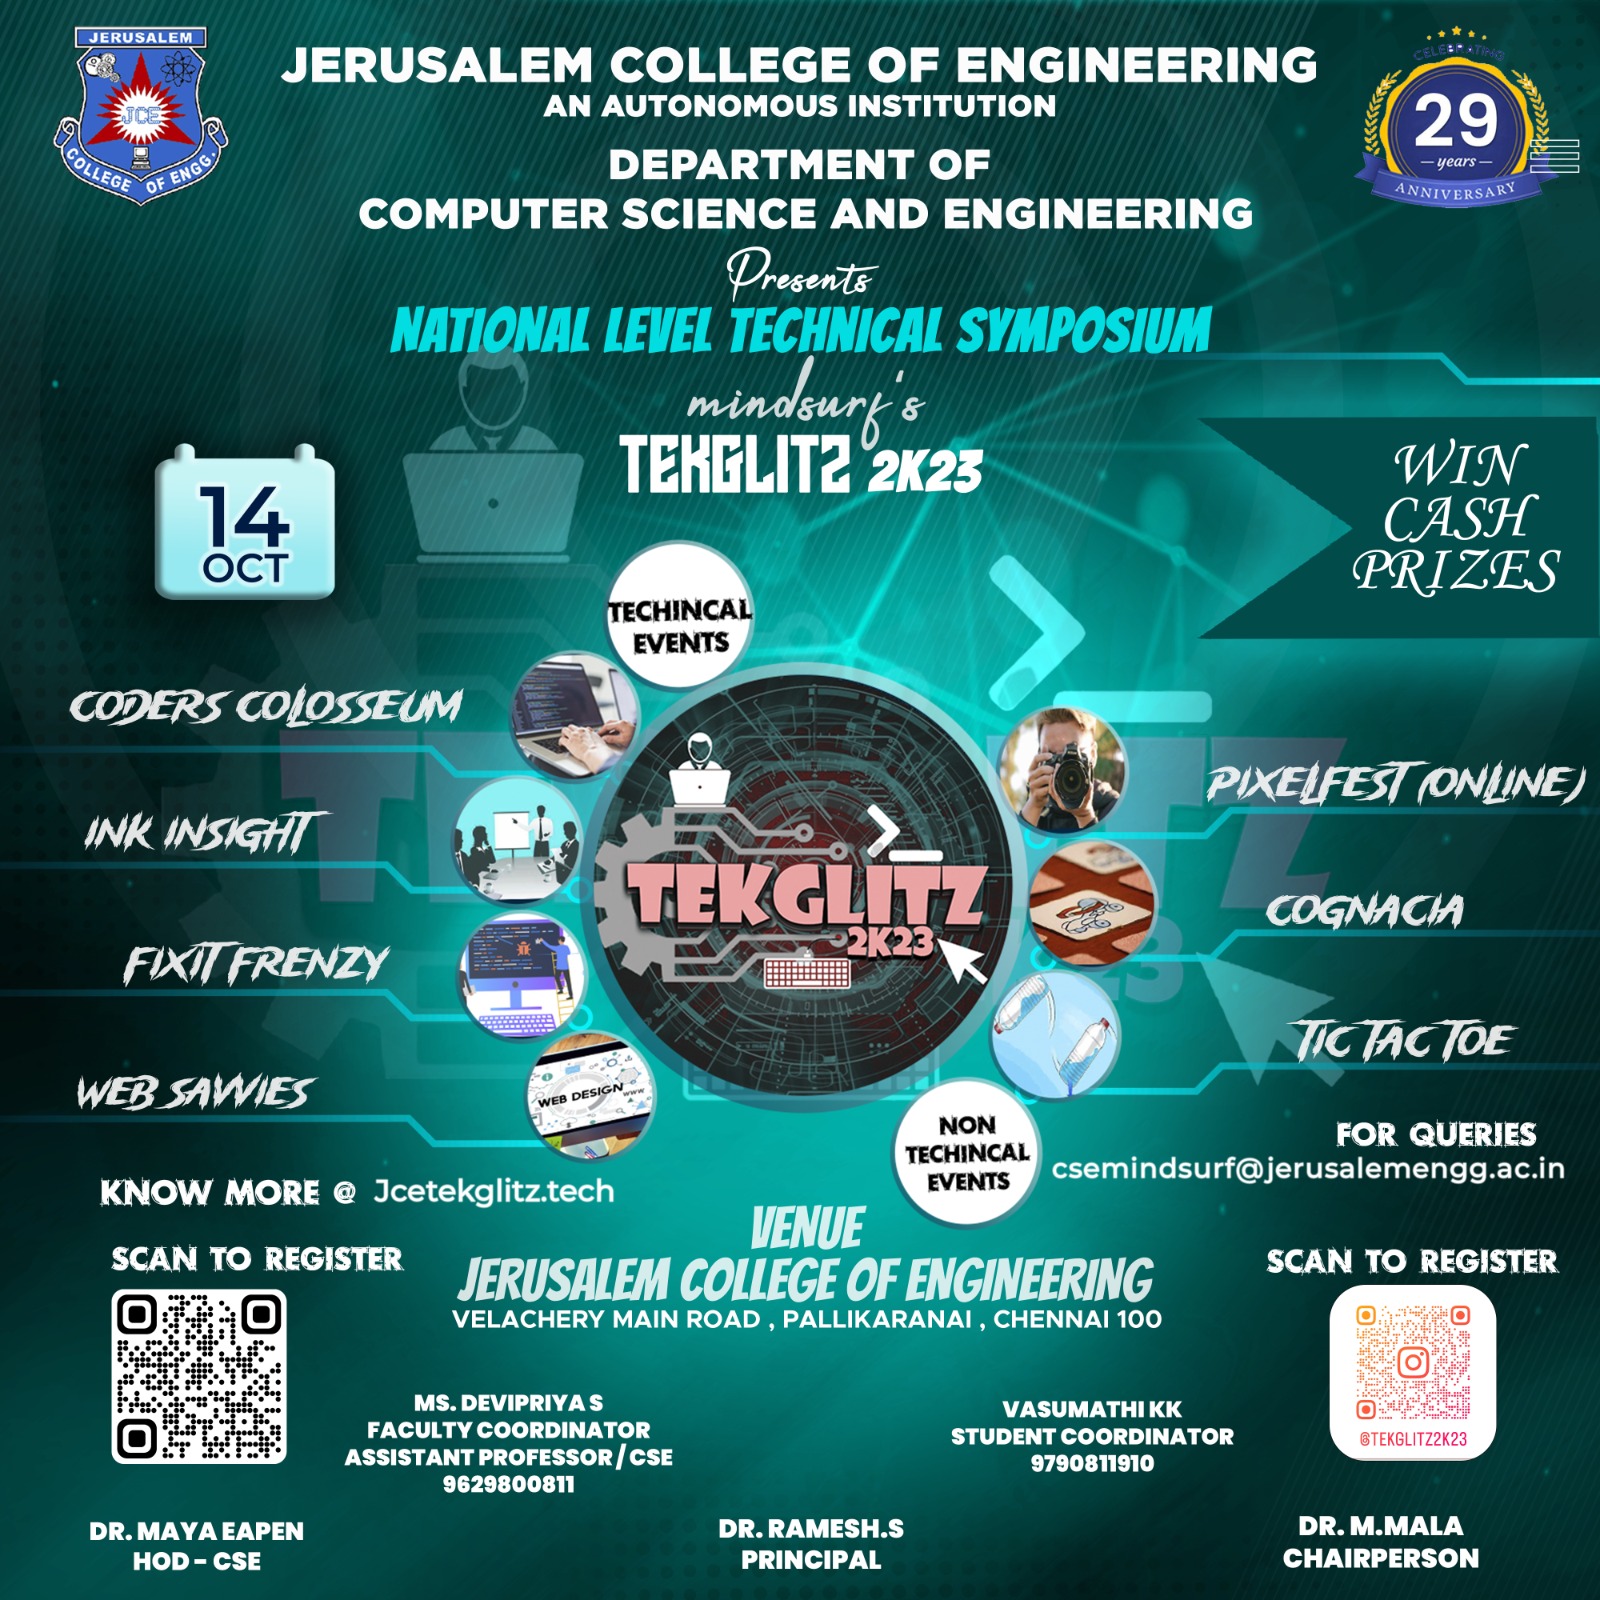 JERUSALEM
JCE
COLLEGE OF ENGG.
JERUSALEM COLLEGE OF ENGINEERING
AN AUTONOMOUS INSTITUTION
DEPARTMENT OF
COMPUTER SCIENCE AND ENGINEERING
CELEBRATING
29
years
ANNIVERSARY
Presents
NATIONAL LEVEL TECHNICAL SYMPOSIUM
mindsurf's
TEKGLITZ 2K23
14
OCT
WIN
CASH
PRIZES
TECHINCAL
EVENTS
CODERS COLOSSEUM
INK INSIGHT
FIXIT FRENZY
WEB SAVVIES
TEKGLITZ
2K23
WEB DESIGN
WWW
PIXELFEST (ONLINE)
COGNACIA
TIC TAC TOE
NON
TECHINCAL
EVENTS
FOR QUERIES
csemindsurf@jerusalemengg.ac.in
KNOW MORE @ Jcetekglitz.tech
VENUE
JERUSALEM COLLEGE OF ENGINEERING
VELACHERY MAIN ROAD , PALLIKARANAI , CHENNAI 100
SCAN TO REGISTER
SCAN TO REGISTER
@TEKGLITZ2K23
MS. DEVIPRIYA S
FACULTY COORDINATOR
ASSISTANT PROFESSOR / CSE
9629800811
VASUMATHI KK
STUDENT COORDINATOR
9790811910
DR. MAYA EAPEN
HOD - CSE
DR. RAMESH.S
PRINCIPAL
DR. M.MALA
CHAIRPERSON